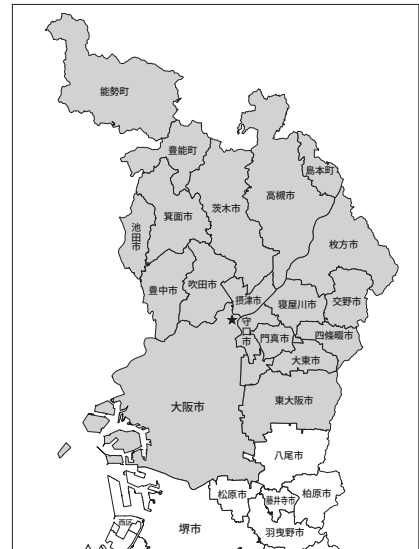 能勢町
豊能町
島本町
茨木市
高槻市
箕面市
池田市
枚方市
吹田市
豊中市
摂津市
寝屋川市
交野市
★
守口市
門真市
四條畷市
大東市
大阪市
東大阪市
八尾市
松原市
藤井寺市
柏原市
西区
堺市
羽曳野市